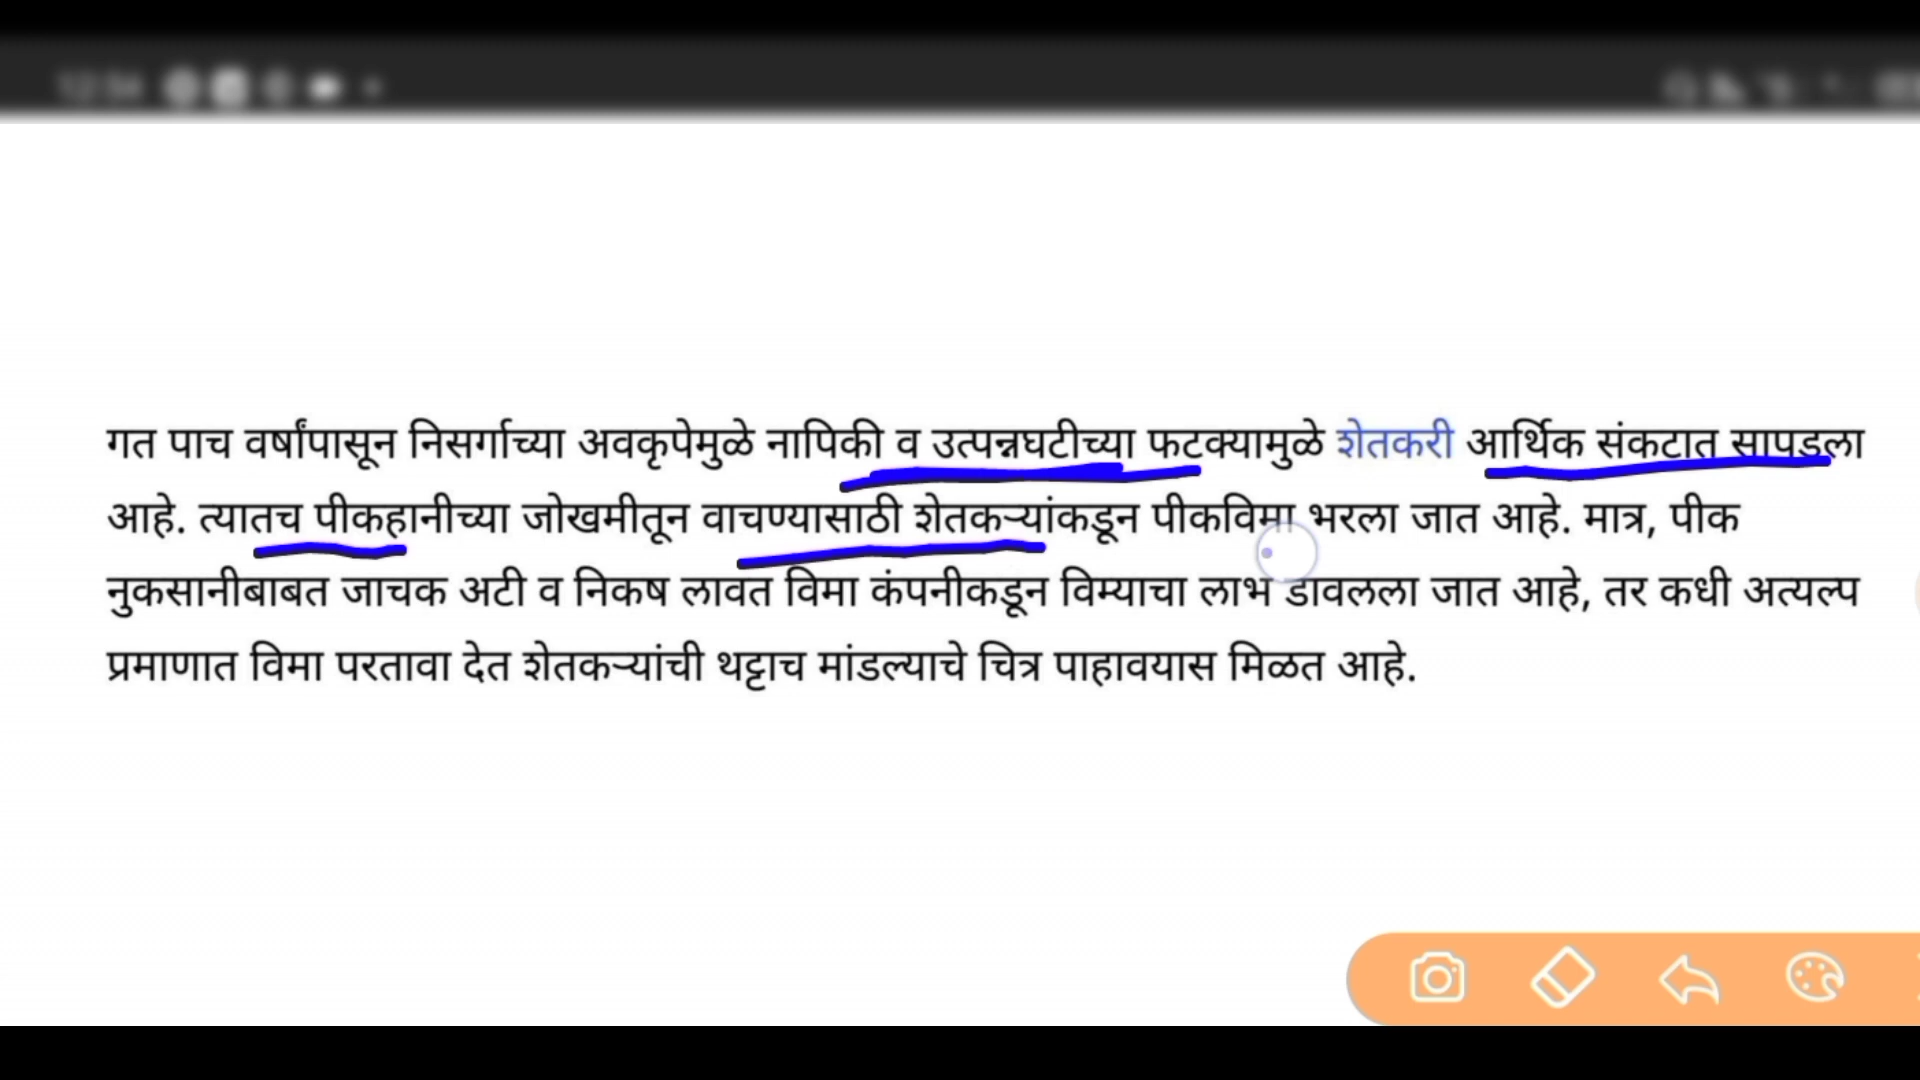 गत पाच वर्षांपासून निसर्गाच्या अवकृपेमुळे नापिकी व उत्पन्नघटीच्या फटक्यामुळे शेतकरी आर्थिक संकटात सापडला
आहे. त्यातच पीकहानीच्या जोखमीतून वाचण्यासाठी शेतकऱ्यांकडून पीकविमा भरला जात आहे. मात्र, पीक
नुकसानीबाबत जाचक अटी व निकष लावत विमा कंपनीकडून विम्याचा लाभ डावलला जात आहे, तर कधी अत्यल्प
प्रमाणात विमा परतावा देत शेतकऱ्यांची थट्टाच मांडल्याचे चित्र पाहावयास मिळत आहे.